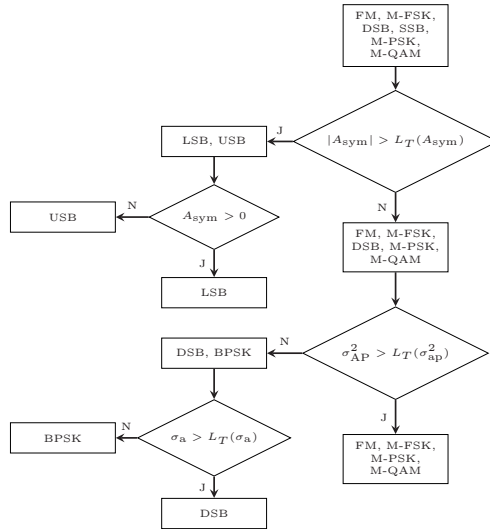 FM, M-FSK,
DSB, SSB,
M-PSK,
M-QAM
|A_sym| > L_T(A_sym)
J
LSB, USB
N
A_sym > 0
N
USB
J
LSB
FM, M-FSK,
DSB, M-PSK,
M-QAM
σ²_AP > L_T(σ²_ap)
N
DSB, BPSK
J
σ_a > L_T(σ_a)
N
BPSK
J
DSB
FM, M-FSK,
M-PSK,
M-QAM